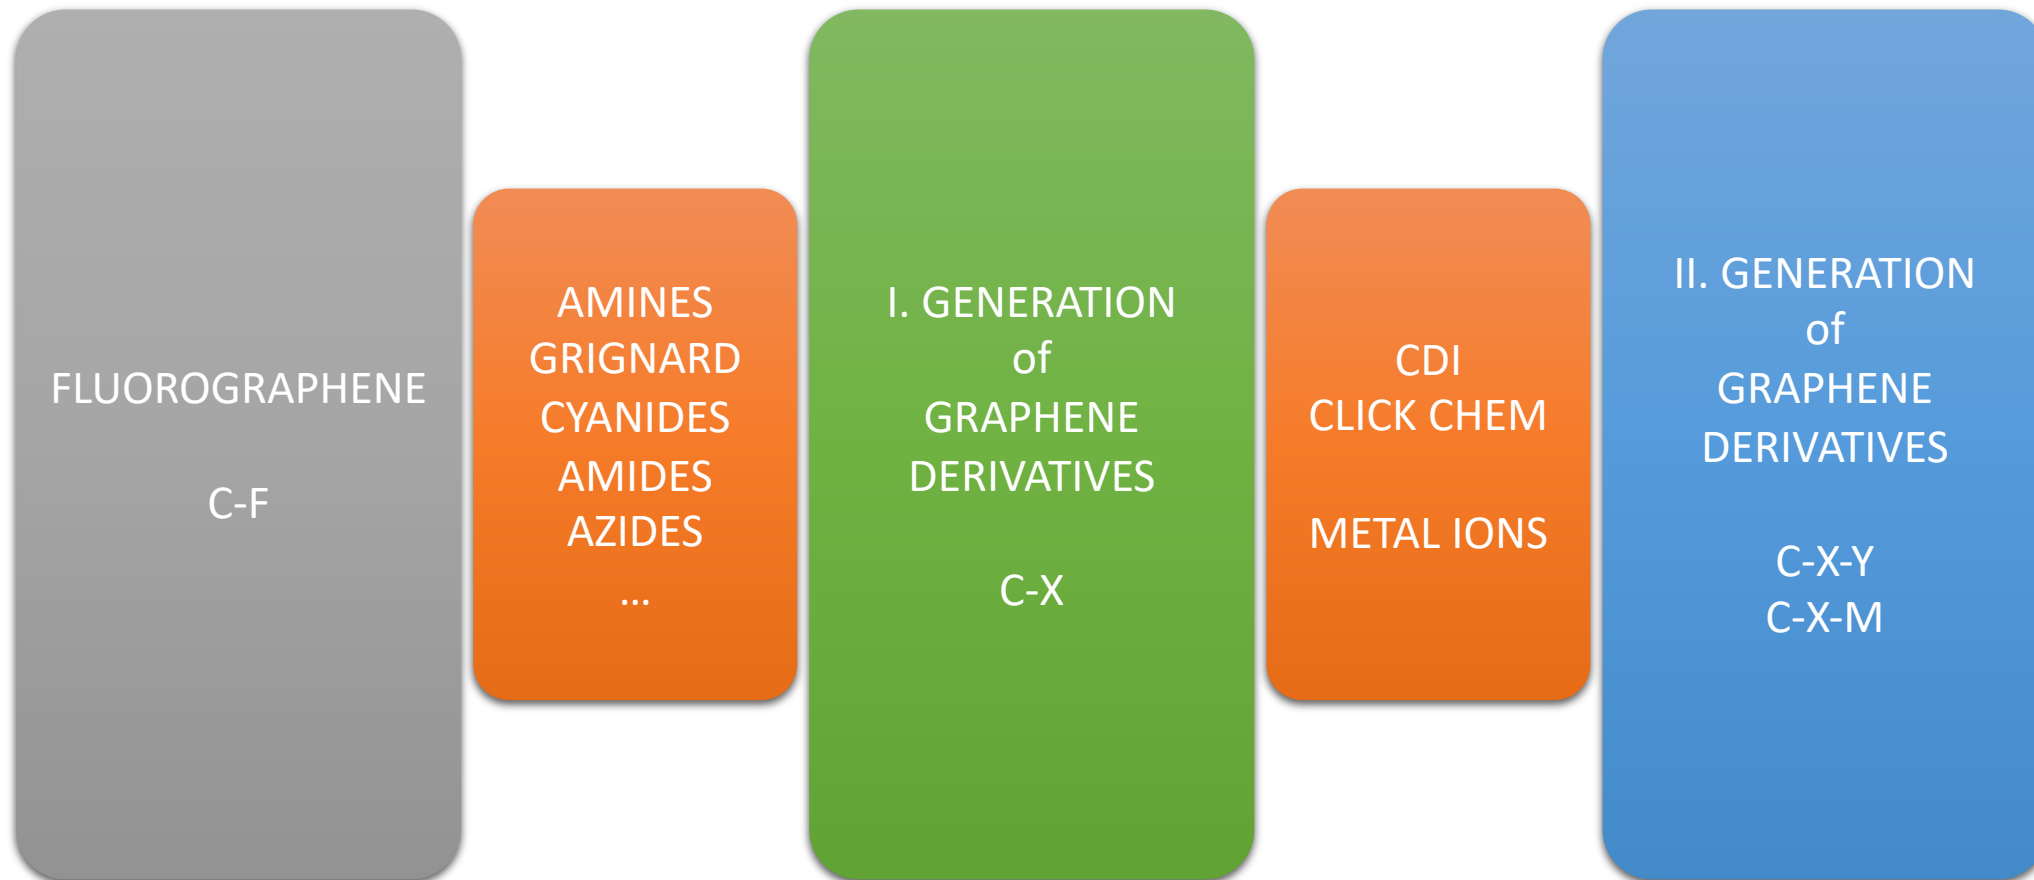 FLUOROGRAPHENE
C-F
AMINES
GRIGNARD
CYANIDES
AMIDES
AZIDES
...
I. GENERATION
of
GRAPHENE
DERIVATIVES
C-X
CDI
CLICK CHEM
METAL IONS
II. GENERATION
of
GRAPHENE
DERIVATIVES
C-X-Y
C-X-M